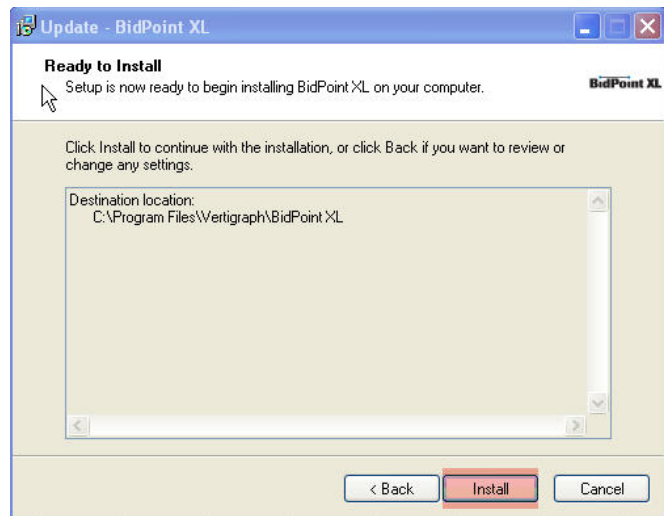 Update - BidPoint XL
Ready to Install
Setup is now ready to begin installing BidPoint XL on your computer.
BidPoint XL
Click Install to continue with the installation, or click Back if you want to review or
change any settings.
Destination location:
C:\Program Files\Vertigraph\BidPoint XL
< Back
Install
Cancel